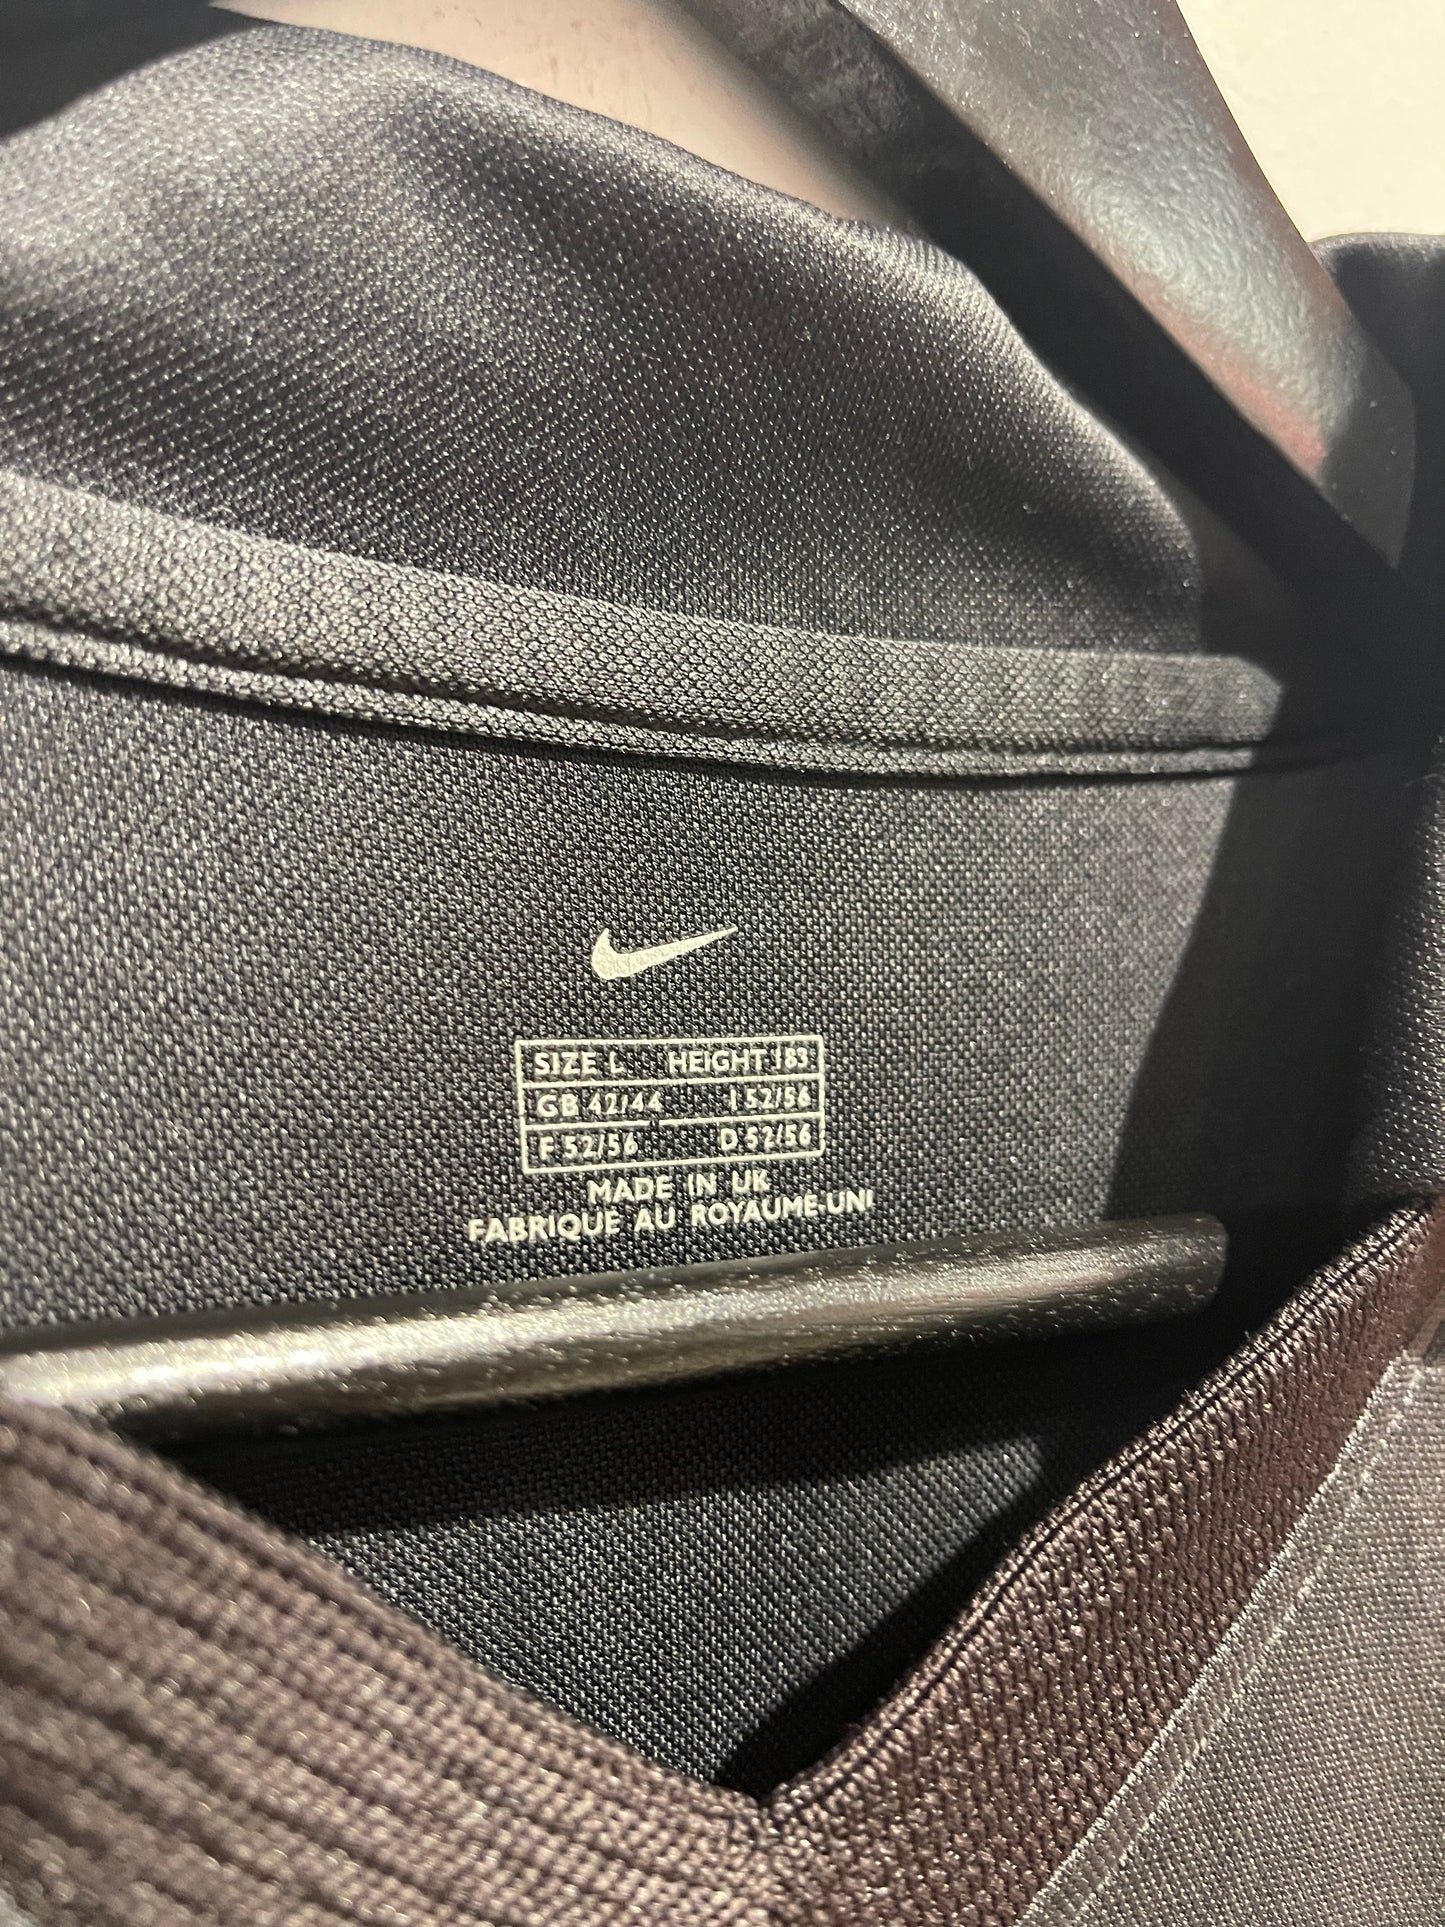 SIZE L HEIGHT 183
GB 42/44 I 52/56
F 52/56 D 52/56
MADE IN UK
FABRIQUE AU ROYAUME-UNI